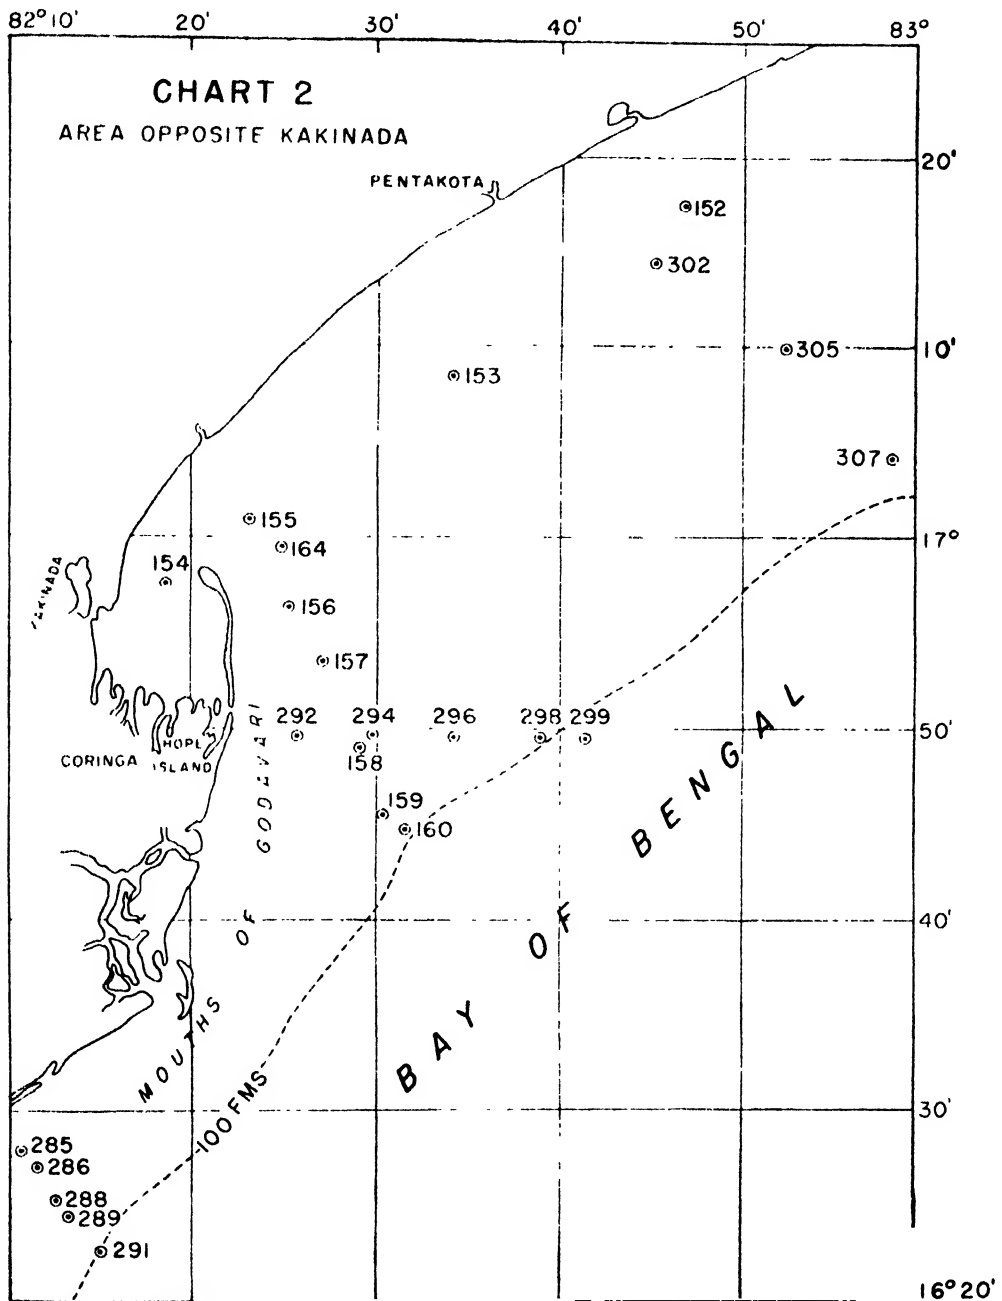 82°10' 20' 30' 40' 50' 83°
CHART 2
AREA OPPOSITE KAKINADA
20'
PENTAKOTA
152
302
10'
305
153
307
155
17°
164
154
156
157
292 294 296 298 299
50'
158
HOPE
CORINGA ISLAND
159
160
GODAVARI
BENGAL
40'
OF
OF
MOUTHS
BAY
100 FMS
30'
285
286
288
289
291
16°20'